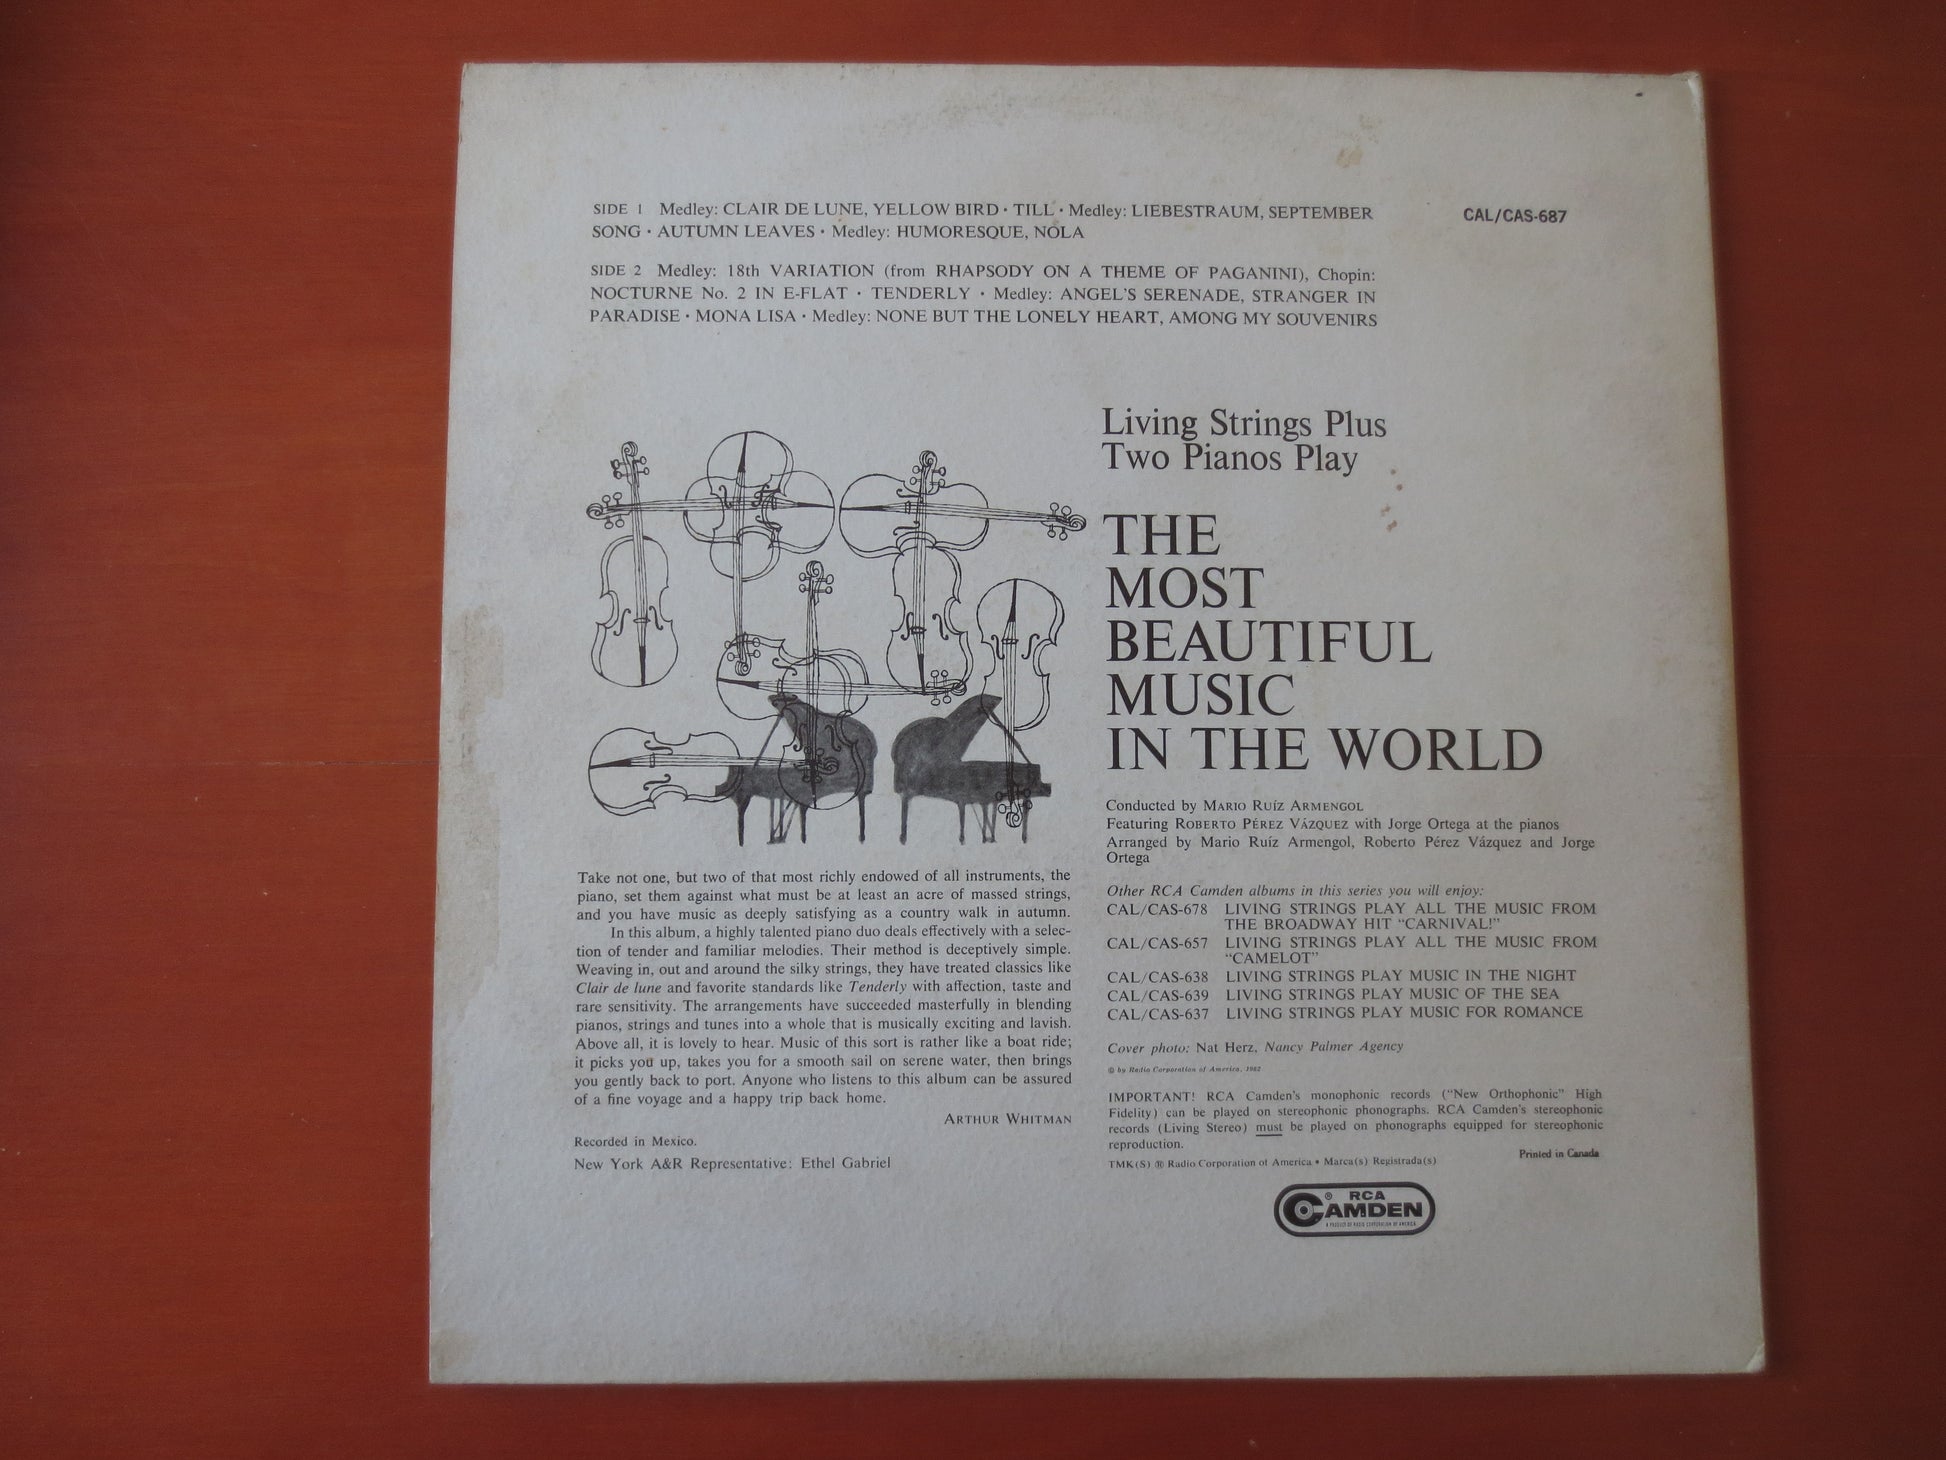 SIDE 1 Medley: CLAIR DE LUNE, YELLOW BIRD • TILL • Medley: LIEBESTRAUM, SEPTEMBER
SONG • AUTUMN LEAVES • Medley: HUMORESQUE, NOLA
CAL/CAS-687
SIDE 2 Medley: 18th VARIATION (from RHAPSODY ON A THEME OF PAGANINI), Chopin:
NOCTURNE No. 2 IN E-FLAT • TENDERLY • Medley: ANGEL'S SERENADE, STRANGER IN
PARADISE • MONA LISA • Medley: NONE BUT THE LONELY HEART, AMONG MY SOUVENIRS
Living Strings Plus
Two Pianos Play
THE
MOST
BEAUTIFUL
MUSIC
IN THE WORLD
Conducted by MARIO RUÍZ ARMENGOL
Featuring ROBERTO PÉREZ VÁZQUEZ with Jorge Ortega at the pianos
Arranged by Mario Ruíz Armengol, Roberto Pérez Vázquez and Jorge
Ortega
Take not one, but two of that most richly endowed of all instruments, the
piano, set them against what must be at least an acre of massed strings,
and you have music as deeply satisfying as a country walk in autumn.
In this album, a highly talented piano duo deals effectively with a selec-
tion of tender and familiar melodies. Their method is deceptively simple.
Weaving in, out and around the silky strings, they have treated classics like
Clair de lune and favorite standards like Tenderly with affection, taste and
rare sensitivity. The arrangements have succeeded masterfully in blending
pianos, strings and tunes into a whole that is musically exciting and lavish.
Above all, it is lovely to hear. Music of this sort is rather like a boat ride;
it picks you up, takes you for a smooth sail on serene water, then brings
you gently back to port. Anyone who listens to this album can be assured
of a fine voyage and a happy trip back home.
ARTHUR WHITMAN
Recorded in Mexico.
New York A&R Representative: Ethel Gabriel
Other RCA Camden albums in this series you will enjoy:
CAL/CAS-678 LIVING STRINGS PLAY ALL THE MUSIC FROM
THE BROADWAY HIT "CARNIVAL!"
CAL/CAS-657 LIVING STRINGS PLAY ALL THE MUSIC FROM
"CAMELOT"
CAL/CAS-638 LIVING STRINGS PLAY MUSIC IN THE NIGHT
CAL/CAS-639 LIVING STRINGS PLAY MUSIC OF THE SEA
CAL/CAS-637 LIVING STRINGS PLAY MUSIC FOR ROMANCE
Cover photo: Nat Herz, Nancy Palmer Agency
© by Radio Corporation of America, 1962
IMPORTANT! RCA Camden's monophonic records ("New Orthophonic" High
Fidelity) can be played on stereophonic phonographs. RCA Camden's stereophonic
records (Living Stereo) must be played on phonographs equipped for stereophonic
reproduction.
Printed in Canada
TMK(S) ® Radio Corporation of America • Marca(s) Registrada(s)
® RCA
CAMDEN
A PRODUCT OF RADIO CORPORATION OF AMERICA